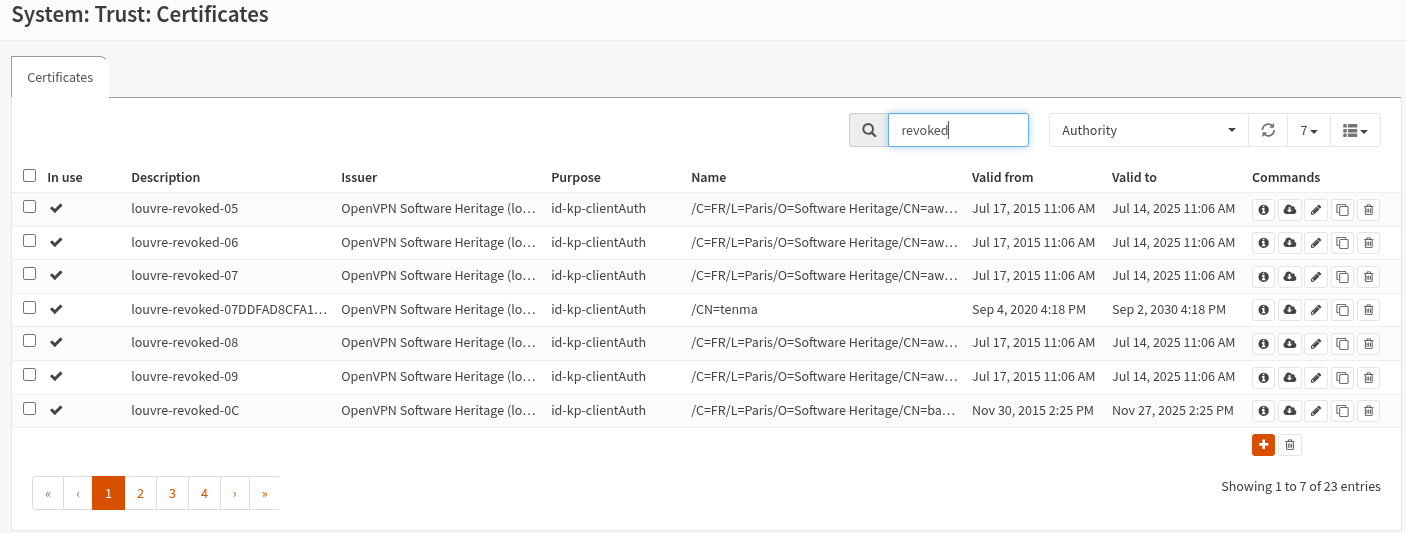 System: Trust: Certificates
Certificates
revoked Authority 7
In use Description Issuer Purpose Name Valid from Valid to Commands
louvre-revoked-05 OpenVPN Software Heritage (lo… id-kp-clientAuth /C=FR/L=Paris/O=Software Heritage/CN=aw… Jul 17, 2015 11:06 AM Jul 14, 2025 11:06 AM
louvre-revoked-06 OpenVPN Software Heritage (lo… id-kp-clientAuth /C=FR/L=Paris/O=Software Heritage/CN=aw… Jul 17, 2015 11:06 AM Jul 14, 2025 11:06 AM
louvre-revoked-07 OpenVPN Software Heritage (lo… id-kp-clientAuth /C=FR/L=Paris/O=Software Heritage/CN=aw… Jul 17, 2015 11:06 AM Jul 14, 2025 11:06 AM
louvre-revoked-07DDFAD8CFA1… OpenVPN Software Heritage (lo… id-kp-clientAuth /CN=tenma Sep 4, 2020 4:18 PM Sep 2, 2030 4:18 PM
louvre-revoked-08 OpenVPN Software Heritage (lo… id-kp-clientAuth /C=FR/L=Paris/O=Software Heritage/CN=aw… Jul 17, 2015 11:06 AM Jul 14, 2025 11:06 AM
louvre-revoked-09 OpenVPN Software Heritage (lo… id-kp-clientAuth /C=FR/L=Paris/O=Software Heritage/CN=aw… Jul 17, 2015 11:06 AM Jul 14, 2025 11:06 AM
louvre-revoked-0C OpenVPN Software Heritage (lo… id-kp-clientAuth /C=FR/L=Paris/O=Software Heritage/CN=ba… Nov 30, 2015 2:25 PM Nov 27, 2025 2:25 PM
« ‹ 1 2 3 4 › » Showing 1 to 7 of 23 entries